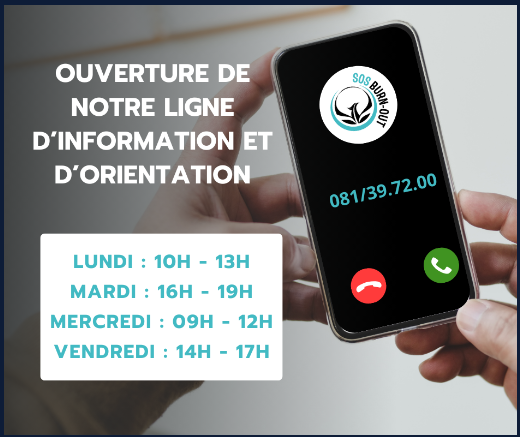 OUVERTURE DE
NOTRE LIGNE
D'INFORMATION ET
D'ORIENTATION
LUNDI : 10H - 13H
MARDI : 16H - 19H
MERCREDI : 09H - 12H
VENDREDI : 14H - 17H
SOS BURN-OUT
081/39.72.00